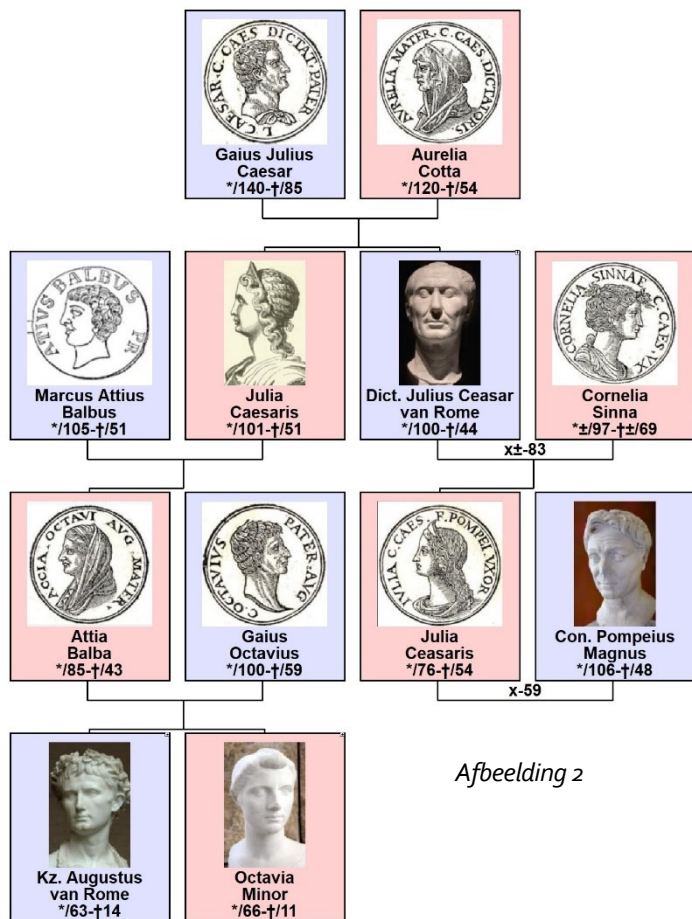 L·CAESAR·C·CAES DICTAT·PATER
AVRELIA MATER·C·CAES·DICTATORIS·
Gaius Julius
Caesar
*/140-†/85
Aurelia
Cotta
*/120-†/54
ATTIUS BALBUS PR
CORNELIA SINNAE C·CAES·VX
Marcus Attius
Balbus
*/105-†/51
Julia
Caesaris
*/101-†/51
Dict. Julius Ceasar
van Rome
*/100-†/44
Cornelia
Sinna
*±/97-†±/69
x±-83
ACCIA·OCTAVI AVG·MATER·
C·OCTAVIUS PATER·AVG
IVLIA C·CAES·F·POMPEI·VXOR
Attia
Balba
*/85-†/43
Gaius
Octavius
*/100-†/59
Julia
Ceasaris
*/76-†/54
Con. Pompeius
Magnus
*/106-†/48
x-59
Afbeelding 2
Kz. Augustus
van Rome
*/63-†14
Octavia
Minor
*/66-†/11